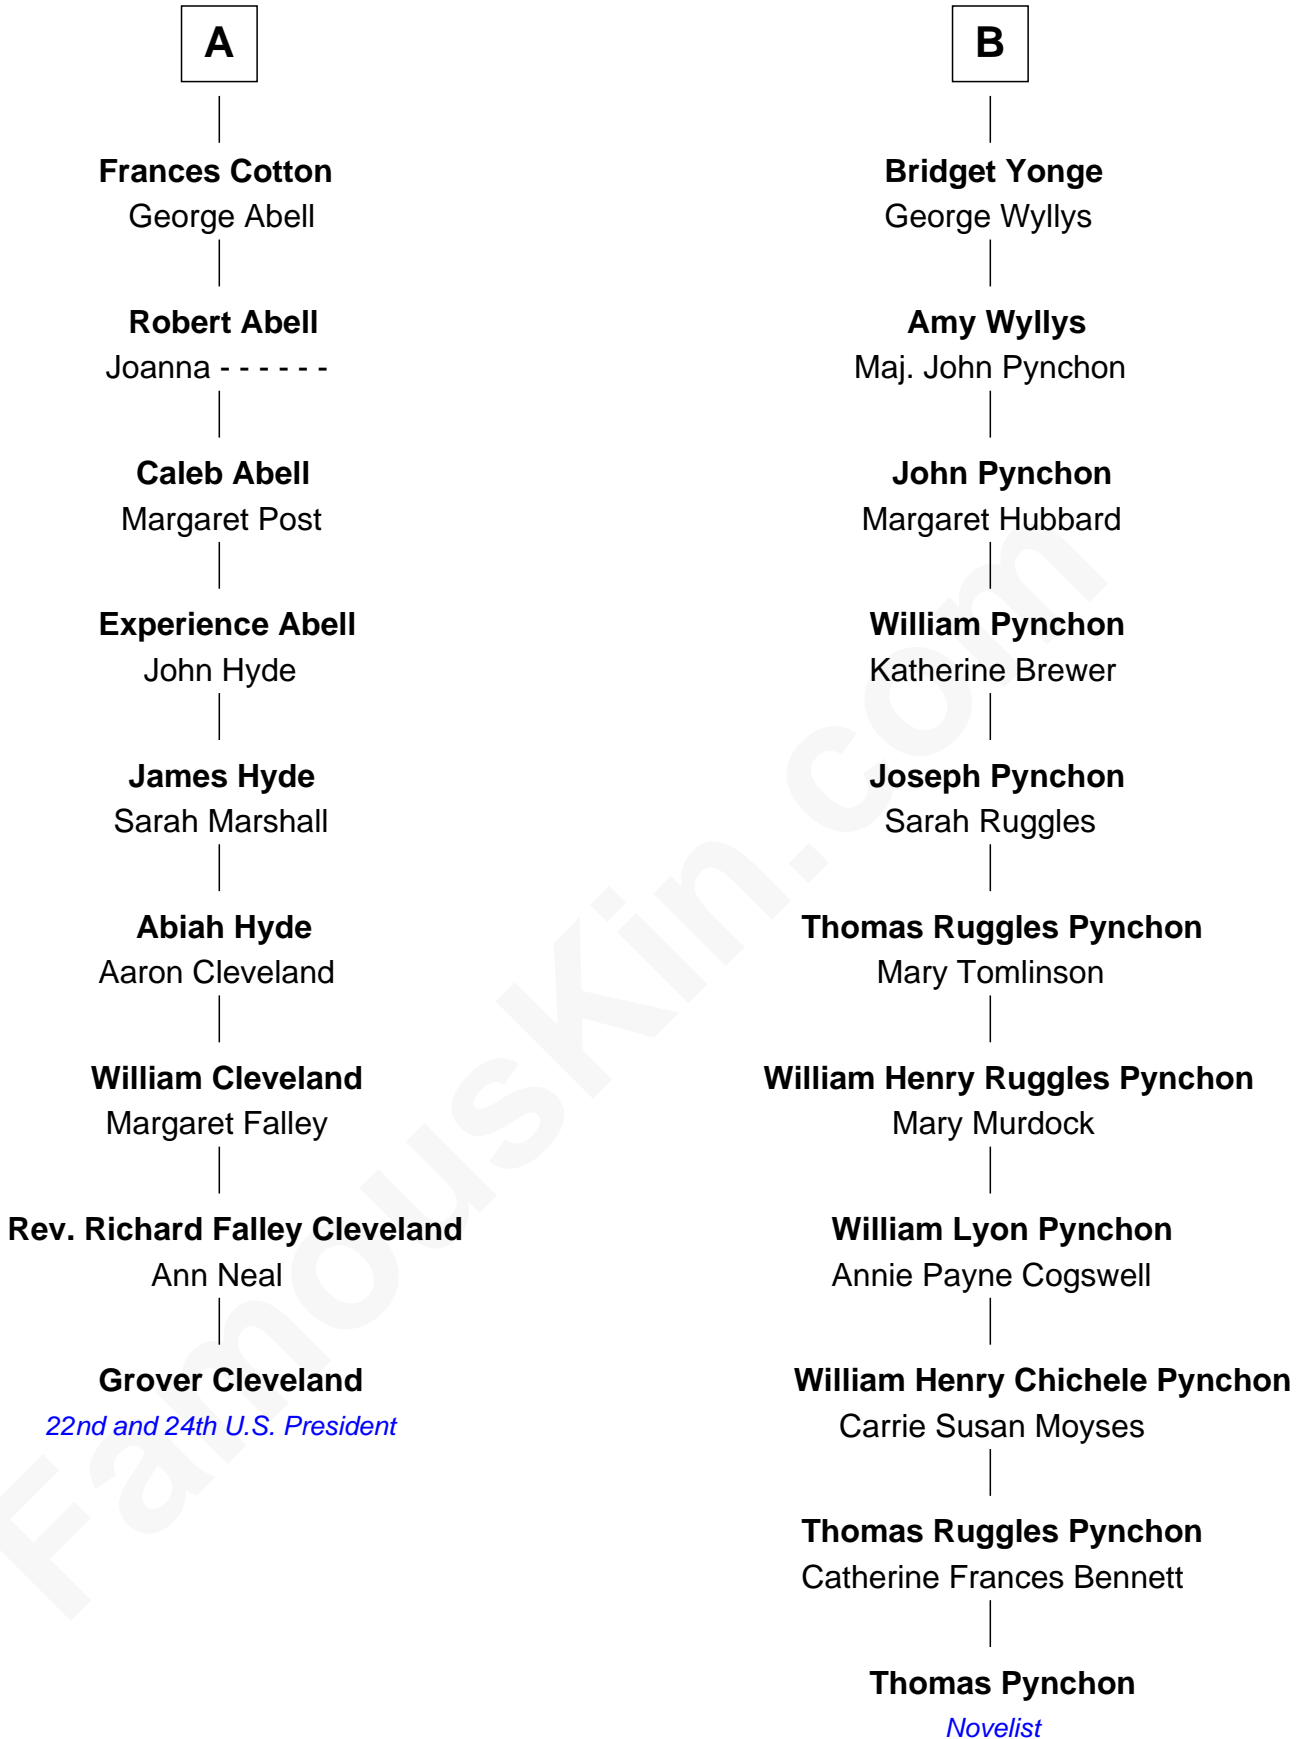 A
Frances Cotton
George Abell
Robert Abell
Joanna - - - - - -
Caleb Abell
Margaret Post
Experience Abell
John Hyde
James Hyde
Sarah Marshall
Abiah Hyde
Aaron Cleveland
William Cleveland
Margaret Falley
Rev. Richard Falley Cleveland
Ann Neal
Grover Cleveland
22nd and 24th U.S. President
B
Bridget Yonge
George Wyllys
Amy Wyllys
Maj. John Pynchon
John Pynchon
Margaret Hubbard
William Pynchon
Katherine Brewer
Joseph Pynchon
Sarah Ruggles
Thomas Ruggles Pynchon
Mary Tomlinson
William Henry Ruggles Pynchon
Mary Murdock
William Lyon Pynchon
Annie Payne Cogswell
William Henry Chichele Pynchon
Carrie Susan Moyses
Thomas Ruggles Pynchon
Catherine Frances Bennett
Thomas Pynchon
Novelist
FamousKin.com